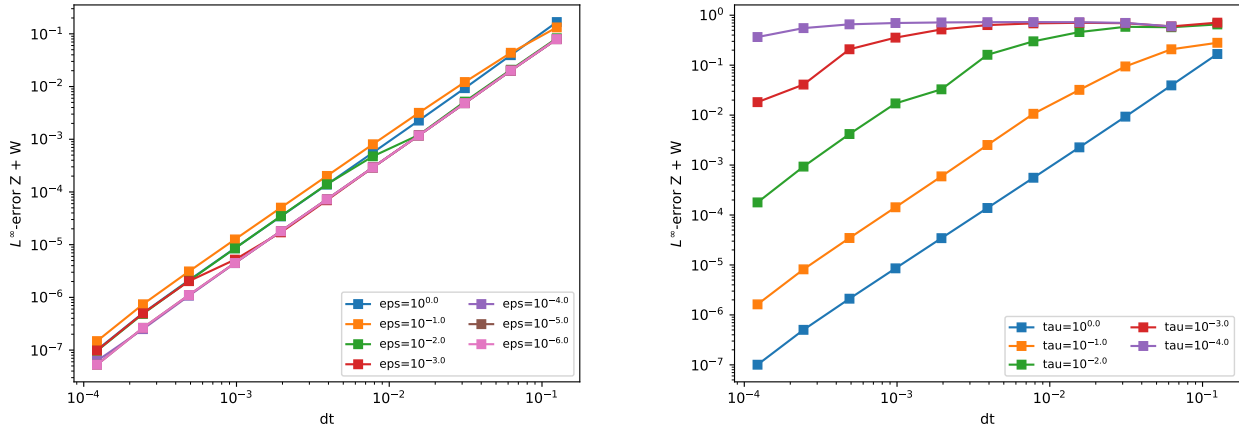 10⁻¹
10⁻²
10⁻³
10⁻⁴
10⁻⁵
10⁻⁶
10⁻⁷
L∞-error Z + W
10⁻⁴ 10⁻³ 10⁻² 10⁻¹
dt
eps=10⁰·⁰ eps=10⁻⁴·⁰
eps=10⁻¹·⁰ eps=10⁻⁵·⁰
eps=10⁻²·⁰ eps=10⁻⁶·⁰
eps=10⁻³·⁰
10⁰
10⁻¹
10⁻²
10⁻³
10⁻⁴
10⁻⁵
10⁻⁶
10⁻⁷
L∞-error Z + W
10⁻⁴ 10⁻³ 10⁻² 10⁻¹
dt
tau=10⁰·⁰ tau=10⁻³·⁰
tau=10⁻¹·⁰ tau=10⁻⁴·⁰
tau=10⁻²·⁰